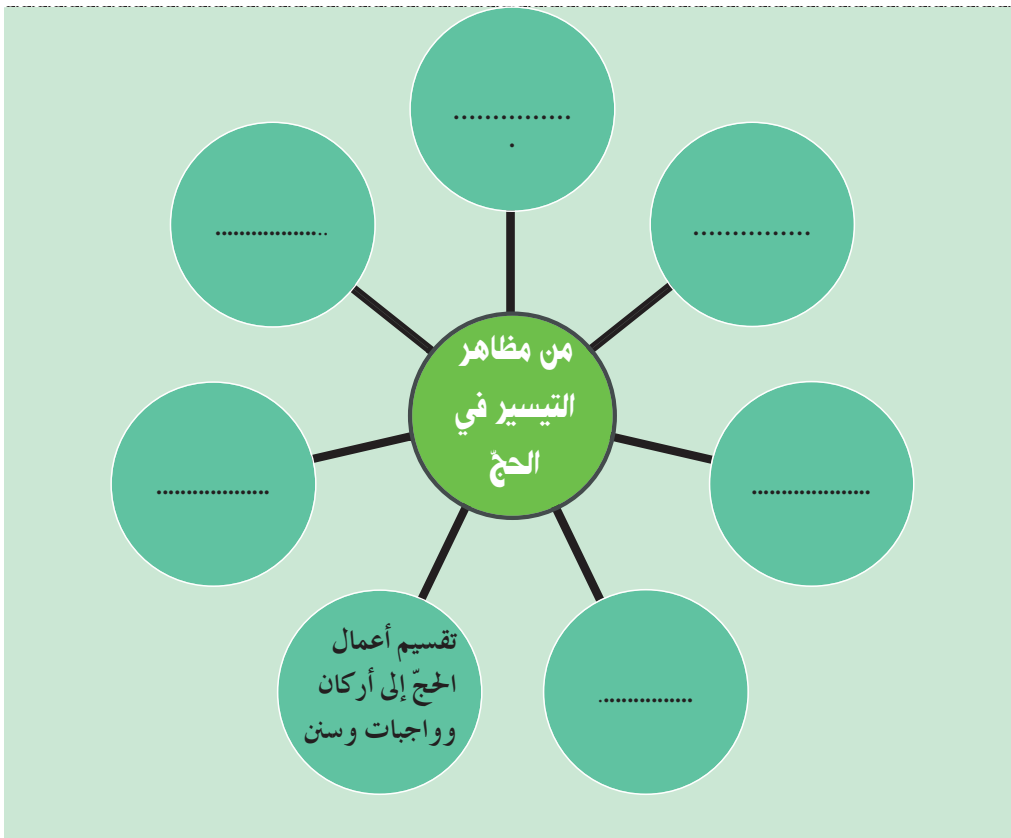 ................
.
...............
...................
من مظاهر
التيسير في
الحجّ
...................
...................
تقسيم أعمال
الحجّ إلى أركان
وواجبات وسنن
................